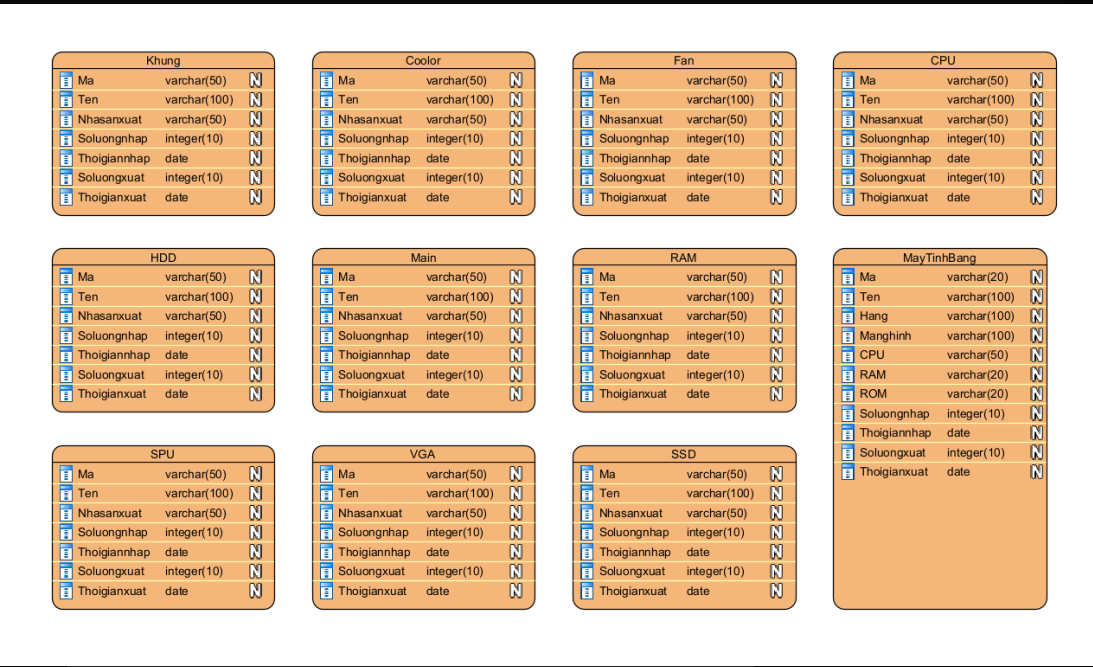 Khung
Ma varchar(50) N
Ten varchar(100) N
Nhasanxuat varchar(50) N
Soluongnhap integer(10) N
Thoigiannhap date N
Soluongxuat integer(10) N
Thoigianxuat date N
Coolor
Ma varchar(50) N
Ten varchar(100) N
Nhasanxuat varchar(50) N
Soluongnhap integer(10) N
Thoigiannhap date N
Soluongxuat integer(10) N
Thoigianxuat date N
Fan
Ma varchar(50) N
Ten varchar(100) N
Nhasanxuat varchar(50) N
Soluongnhap integer(10) N
Thoigiannhap date N
Soluongxuat integer(10) N
Thoigianxuat date N
CPU
Ma varchar(50) N
Ten varchar(100) N
Nhasanxuat varchar(50) N
Soluongnhap integer(10) N
Thoigiannhap date N
Soluongxuat integer(10) N
Thoigianxuat date N
HDD
Ma varchar(50) N
Ten varchar(100) N
Nhasanxuat varchar(50) N
Soluongnhap integer(10) N
Thoigiannhap date N
Soluongxuat integer(10) N
Thoigianxuat date N
Main
Ma varchar(50) N
Ten varchar(100) N
Nhasanxuat varchar(50) N
Soluongnhap integer(10) N
Thoigiannhap date N
Soluongxuat integer(10) N
Thoigianxuat date N
RAM
Ma varchar(50) N
Ten varchar(100) N
Nhasanxuat varchar(50) N
Soluongnhap integer(10) N
Thoigiannhap date N
Soluongxuat integer(10) N
Thoigianxuat date N
MayTinhBang
Ma varchar(20) N
Ten varchar(100) N
Hang varchar(100) N
Manghinh varchar(100) N
CPU varchar(50) N
RAM varchar(20) N
ROM varchar(20) N
Soluongnhap integer(10) N
Thoigiannhap date N
Soluongxuat integer(10) N
Thoigianxuat date N
SPU
Ma varchar(50) N
Ten varchar(100) N
Nhasanxuat varchar(50) N
Soluongnhap integer(10) N
Thoigiannhap date N
Soluongxuat integer(10) N
Thoigianxuat date N
VGA
Ma varchar(50) N
Ten varchar(100) N
Nhasanxuat varchar(50) N
Soluongnhap integer(10) N
Thoigiannhap date N
Soluongxuat integer(10) N
Thoigianxuat date N
SSD
Ma varchar(50) N
Ten varchar(100) N
Nhasanxuat varchar(50) N
Soluongnhap integer(10) N
Thoigiannhap date N
Soluongxuat integer(10) N
Thoigianxuat date N